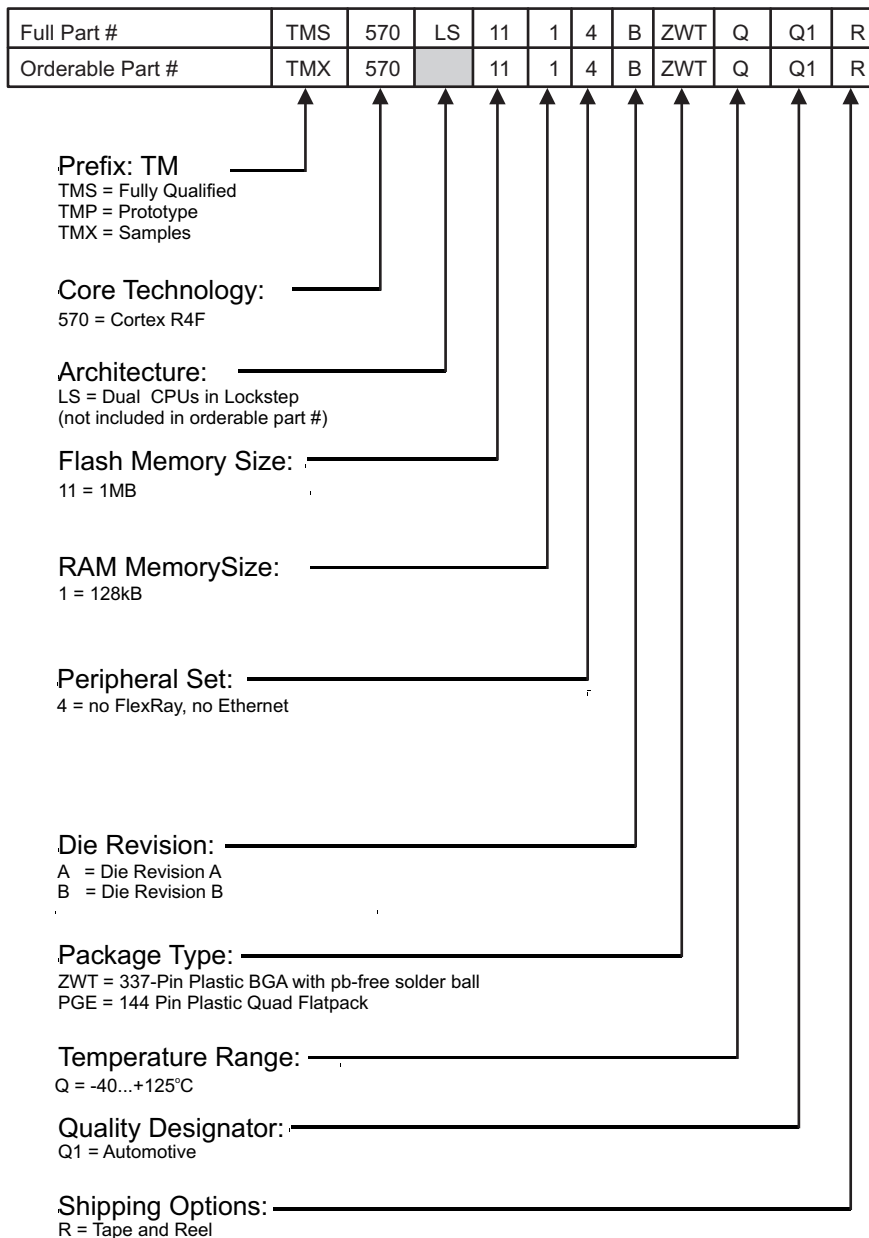 Full Part # TMS 570 LS 11 1 4 B ZWT Q Q1 R
Orderable Part # TMX 570 11 1 4 B ZWT Q Q1 R
Prefix: TM
TMS = Fully Qualified
TMP = Prototype
TMX = Samples
Core Technology:
570 = Cortex R4F
Architecture:
LS = Dual CPUs in Lockstep
(not included in orderable part #)
Flash Memory Size:
11 = 1MB
RAM MemorySize:
1 = 128kB
Peripheral Set:
4 = no FlexRay, no Ethernet
Die Revision:
A = Die Revision A
B = Die Revision B
Package Type:
ZWT = 337-Pin Plastic BGA with pb-free solder ball
PGE = 144 Pin Plastic Quad Flatpack
Temperature Range:
Q = -40...+125°C
Quality Designator:
Q1 = Automotive
Shipping Options:
R = Tape and Reel